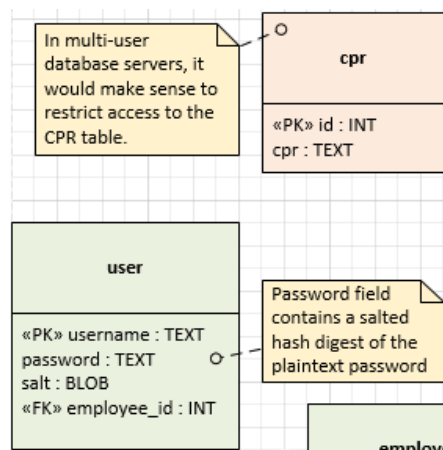 In multi-user
database servers, it
would make sense to
restrict access to the
CPR table.
cpr
«PK» id : INT
cpr : TEXT
user
«PK» username : TEXT
password : TEXT
salt : BLOB
«FK» employee_id : INT
Password field
contains a salted
hash digest of the
plaintext password